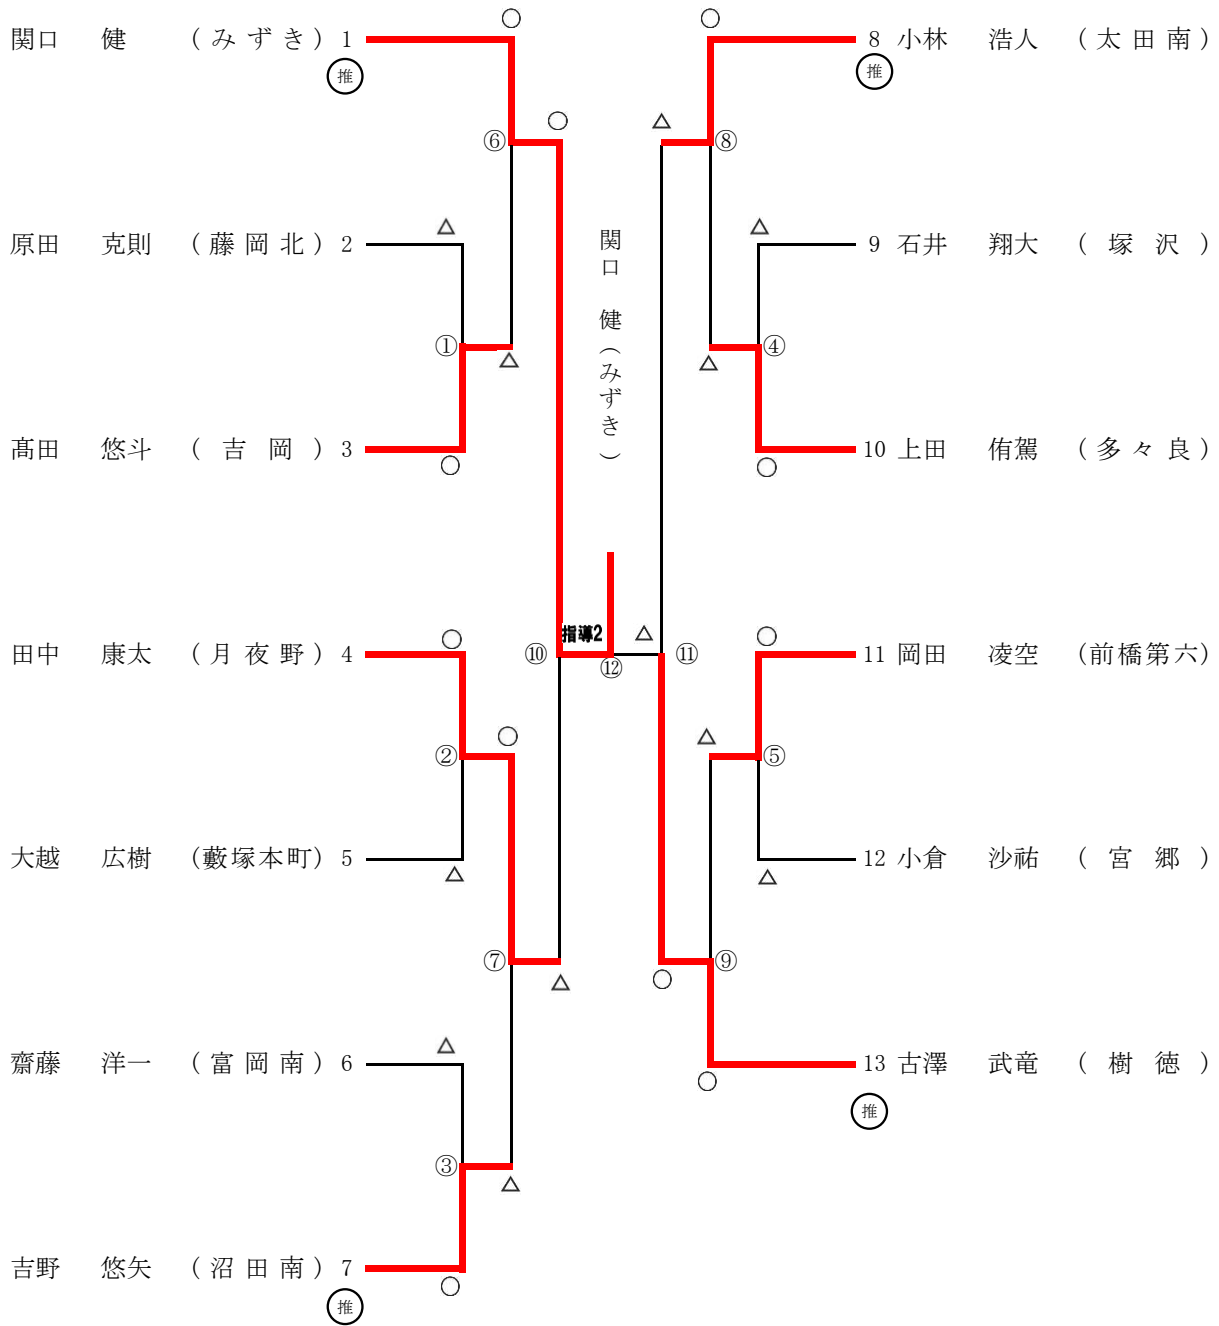 関口 健 (みずき) 1
推
原田 克則 (藤岡北) 2
髙田 悠斗 (吉岡) 3
田中 康太 (月夜野) 4
大越 広樹 (藪塚本町) 5
齋藤 洋一 (富岡南) 6
吉野 悠矢 (沼田南) 7
推
⑥
①
②
⑦
③
⑩
指導2
⑫
⑪
関口 健(みずき)
⑧
④
⑤
⑨
8 小林 浩人 (太田南)
推
9 石井 翔大 (塚沢)
10 上田 侑駕 (多々良)
11 岡田 凌空 (前橋第六)
12 小倉 沙祐 (宮郷)
13 古澤 武竜 (樹徳)
推